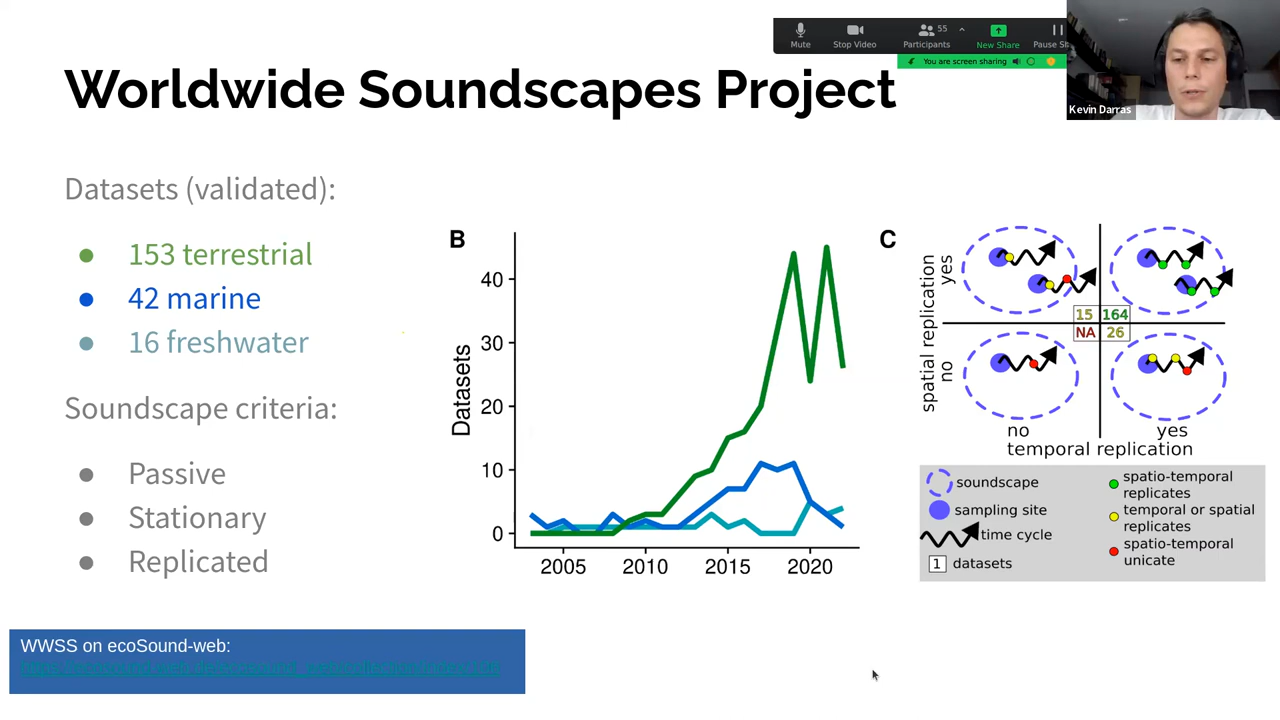 Mute
Stop Video
55
Participants
New Share
You are screen sharing
Kevin Darras
Worldwide Soundscapes Project
Datasets (validated):
● 153 terrestrial
● 42 marine
● 16 freshwater
Soundscape criteria:
● Passive
● Stationary
● Replicated
B
Datasets
40
30
20
10
0
2005 2010 2015 2020
C
spatial replication
yes
no
15 164
NA 26
no yes
temporal replication
soundscape
sampling site
time cycle
1 datasets
spatio-temporal
replicates
temporal or spatial
replicates
spatio-temporal
unicate
WWSS on ecoSound-web: